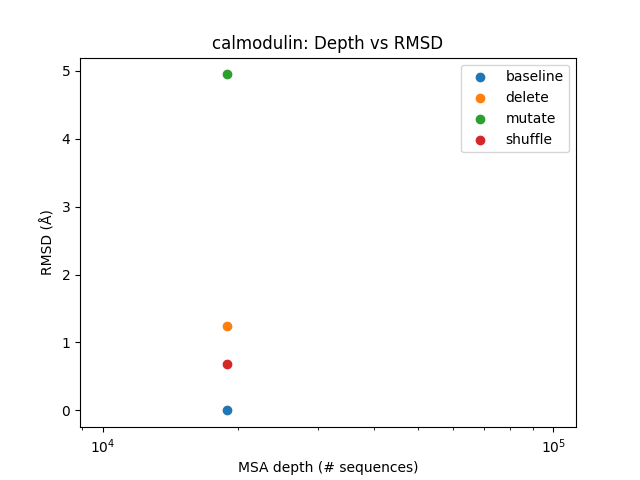 calmodulin: Depth vs RMSD
RMSD (Å)
5
4
3
2
1
0
baseline
delete
mutate
shuffle
10⁴
10⁵
MSA depth (# sequences)